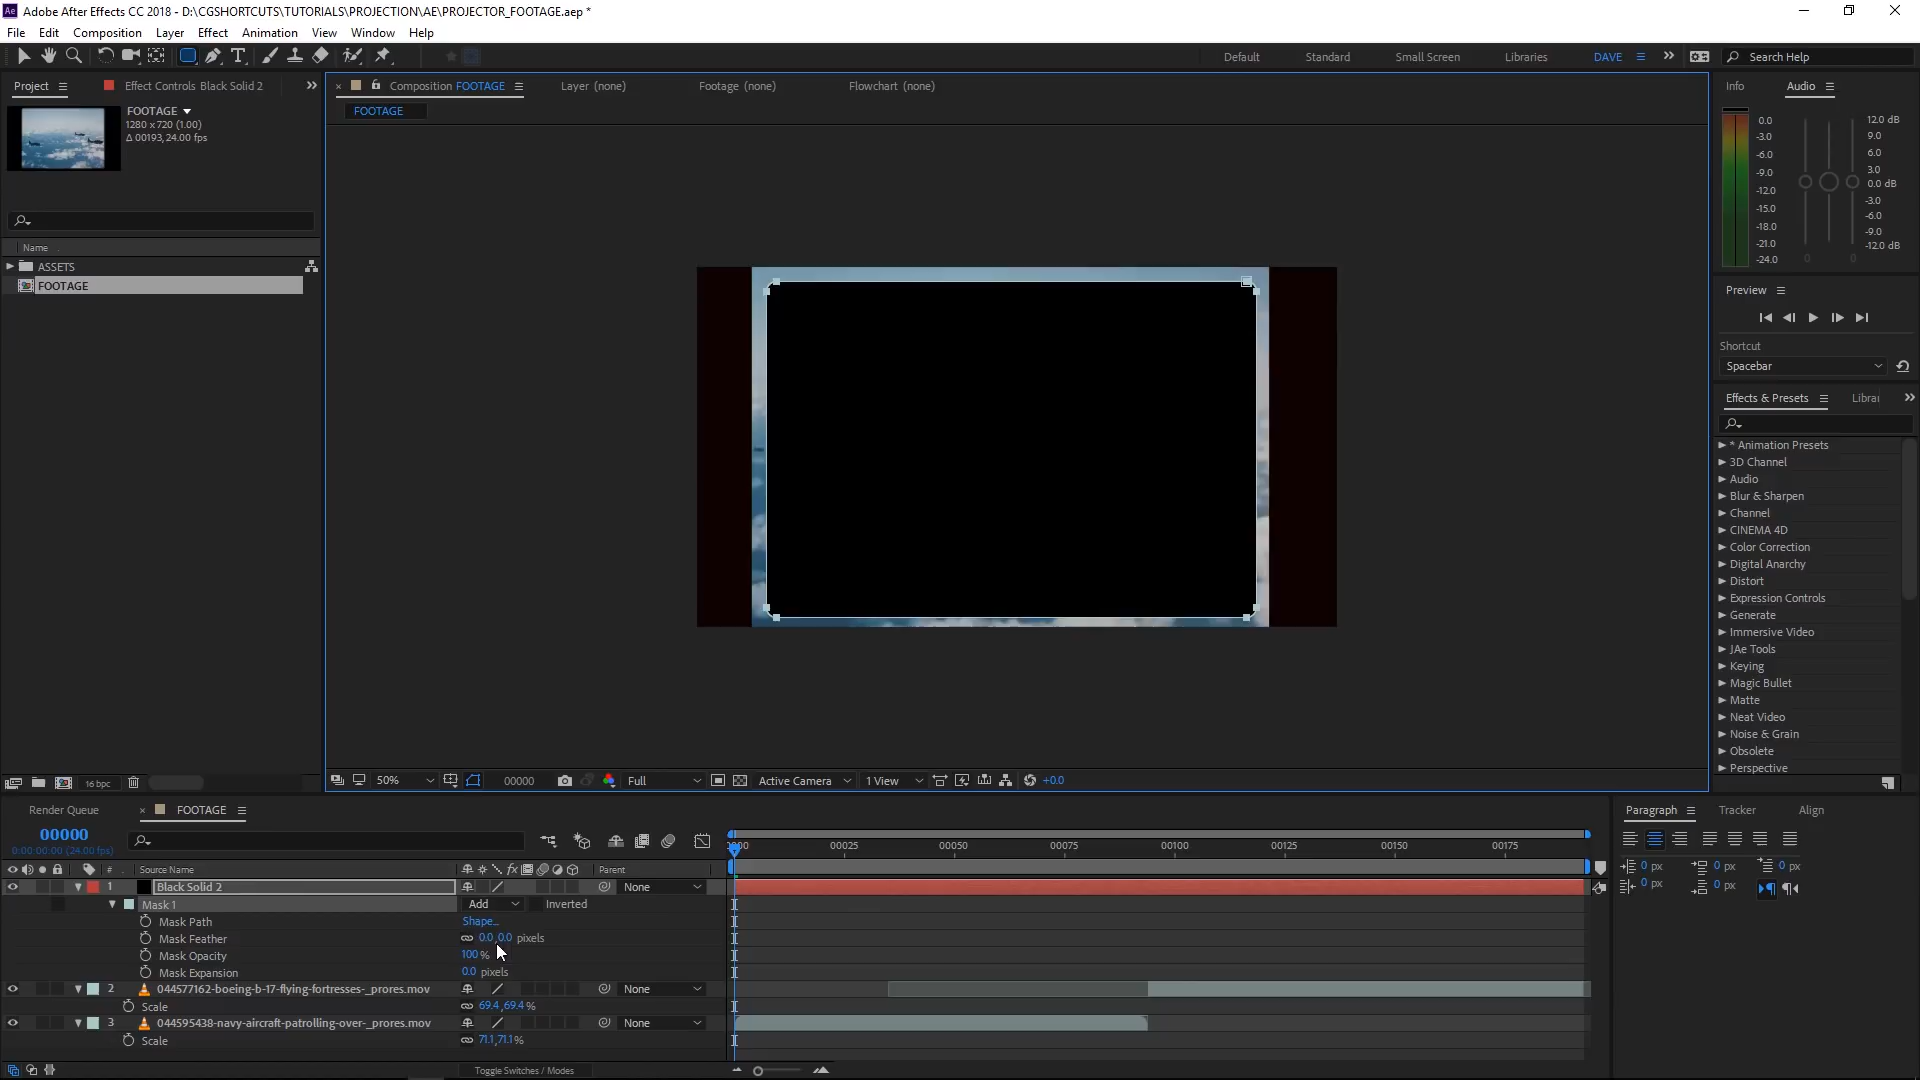 Adobe After Effects CC 2018 - D:\CGSHORTCUTS\TUTORIALS\PROJECTION\AE\PROJECTOR_FOOTAGE.aep *
File Edit Composition Layer Effect Animation View Window Help
Default Standard Small Screen Libraries DAVE Search Help
Project Effect Controls Black Solid 2
Composition FOOTAGE Layer (none) Footage (none) Flowchart (none)
Info Audio
FOOTAGE
1280 x 720 (1.00)
Δ 00193, 24.00 fps
FOOTAGE
0.0
-3.0
-6.0
-9.0
-12.0
-15.0
-18.0
-21.0
-24.0
12.0 dB
9.0
6.0
3.0
0.0 dB
-3.0
-6.0
-9.0
-12.0 dB
0 0
Name
ASSETS
FOOTAGE
Preview
Shortcut
Spacebar
Effects & Presets Librai
* Animation Presets
3D Channel
Audio
Blur & Sharpen
Channel
CINEMA 4D
Color Correction
Digital Anarchy
Distort
Expression Controls
Generate
Immersive Video
JAe Tools
Keying
Magic Bullet
Matte
Neat Video
Noise & Grain
Obsolete
Perspective
16 bpc
50% 00000 Full Active Camera 1 View +0.0
Render Queue FOOTAGE
00000
0:00:00:00 (24.00 fps)
0000 00025 00050 00075 00100 00125 00150 00175
# Source Name Parent
1 Black Solid 2 None
Mask 1 Add Inverted
Mask Path Shape...
Mask Feather 0.0,0.0 pixels
Mask Opacity 100 %
Mask Expansion 0.0 pixels
2 044577162-boeing-b-17-flying-fortresses-_prores.mov None
Scale 69.4,69.4 %
3 044595438-navy-aircraft-patrolling-over-_prores.mov None
Scale 71.1,71.1 %
Toggle Switches / Modes
Paragraph Tracker Align
0 px 0 px 0 px
0 px 0 px